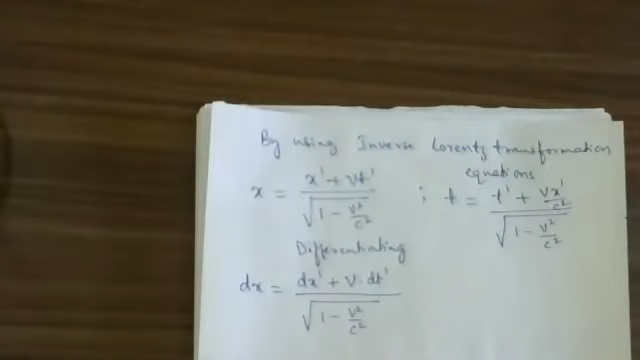 By using Inverse Lorentz transformation
equations
x = x' + vt' / √(1 - v²/c²) ; t = t' + vx'/c² / √(1 - v²/c²)
Differentiating
dx = dx' + v·dt' / √(1 - v²/c²)